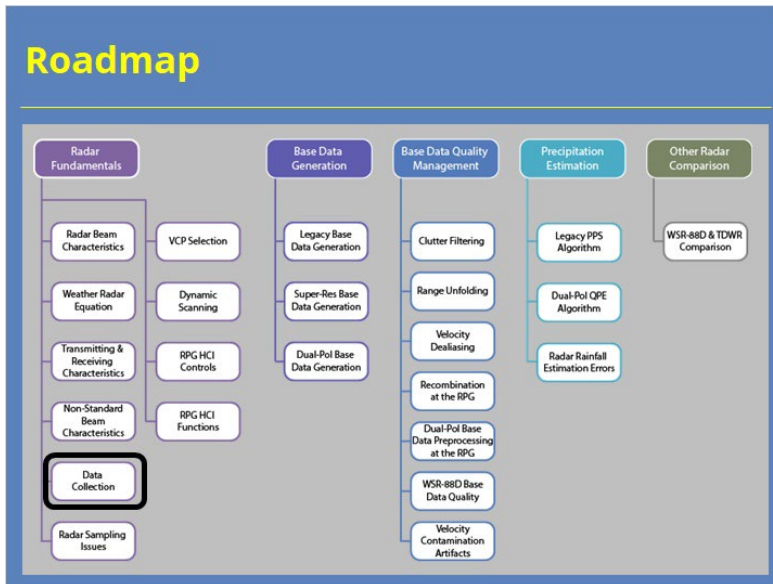 Roadmap
Radar
Fundamentals
Radar Beam
Characteristics
Weather Radar
Equation
Transmitting &
Receiving
Characteristics
Non-Standard
Beam
Characteristics
Data
Collection
Radar Sampling
Issues
VCP Selection
Dynamic
Scanning
RPG HCI
Controls
RPG HCI
Functions
Base Data
Generation
Legacy Base
Data Generation
Super-Res Base
Data Generation
Dual-Pol Base
Data Generation
Base Data Quality
Management
Clutter Filtering
Range Unfolding
Velocity
Dealiasing
Recombination
at the RPG
Dual-Pol Base
Data Preprocessing
at the RPG
WSR-88D Base
Data Quality
Velocity
Contamination
Artifacts
Precipitation
Estimation
Legacy PPS
Algorithm
Dual-Pol QPE
Algorithm
Radar Rainfall
Estimation Errors
Other Radar
Comparison
WSR-88D & TDWR
Comparison